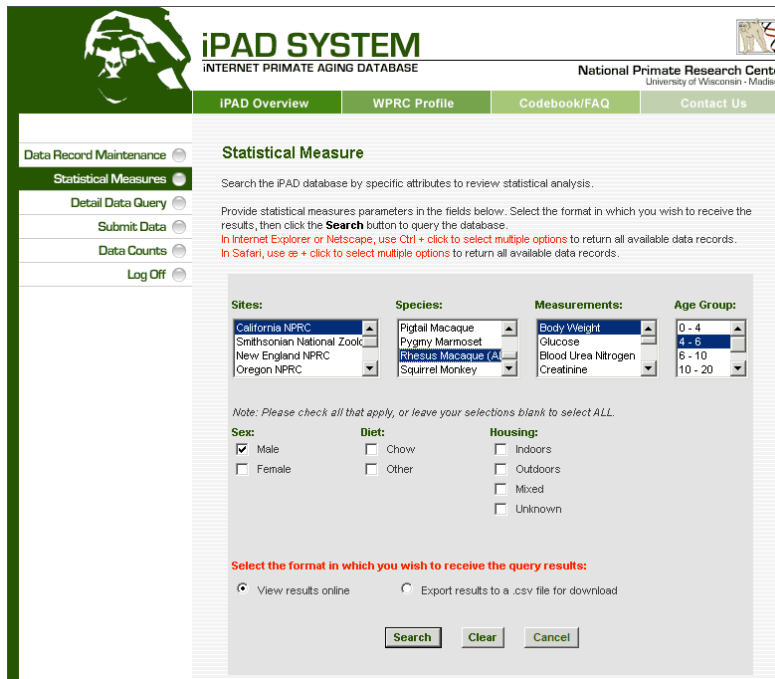 iPAD SYSTEM
INTERNET PRIMATE AGING DATABASE
National Primate Research Cent
University of Wisconsin - Madis
iPAD Overview
WPRC Profile
Codebook/FAQ
Contact Us
Data Record Maintenance
Statistical Measures
Detail Data Query
Submit Data
Data Counts
Log Off
Statistical Measure
Search the iPAD database by specific attributes to review statistical analysis.
Provide statistical measures parameters in the fields below. Select the format in which you wish to receive the
results, then click the Search button to query the database.
In Internet Explorer or Netscape, use Ctrl + click to select multiple options to return all available data records.
In Safari, use æ + click to select multiple options to return all available data records.
Sites:
California NPRC
Smithsonian National Zoolo
New England NPRC
Oregon NPRC
Species:
Pigtail Macaque
Pygmy Marmoset
Rhesus Macaque (AL
Squirrel Monkey
Measurements:
Body Weight
Glucose
Blood Urea Nitrogen
Creatinine
Age Group:
0 - 4
4 - 6
6 - 10
10 - 20
Note: Please check all that apply, or leave your selections blank to select ALL.
Sex:
Male
Female
Diet:
Chow
Other
Housing:
Indoors
Outdoors
Mixed
Unknown
Select the format in which you wish to receive the query results:
View results online
Export results to a .csv file for download
Search
Clear
Cancel